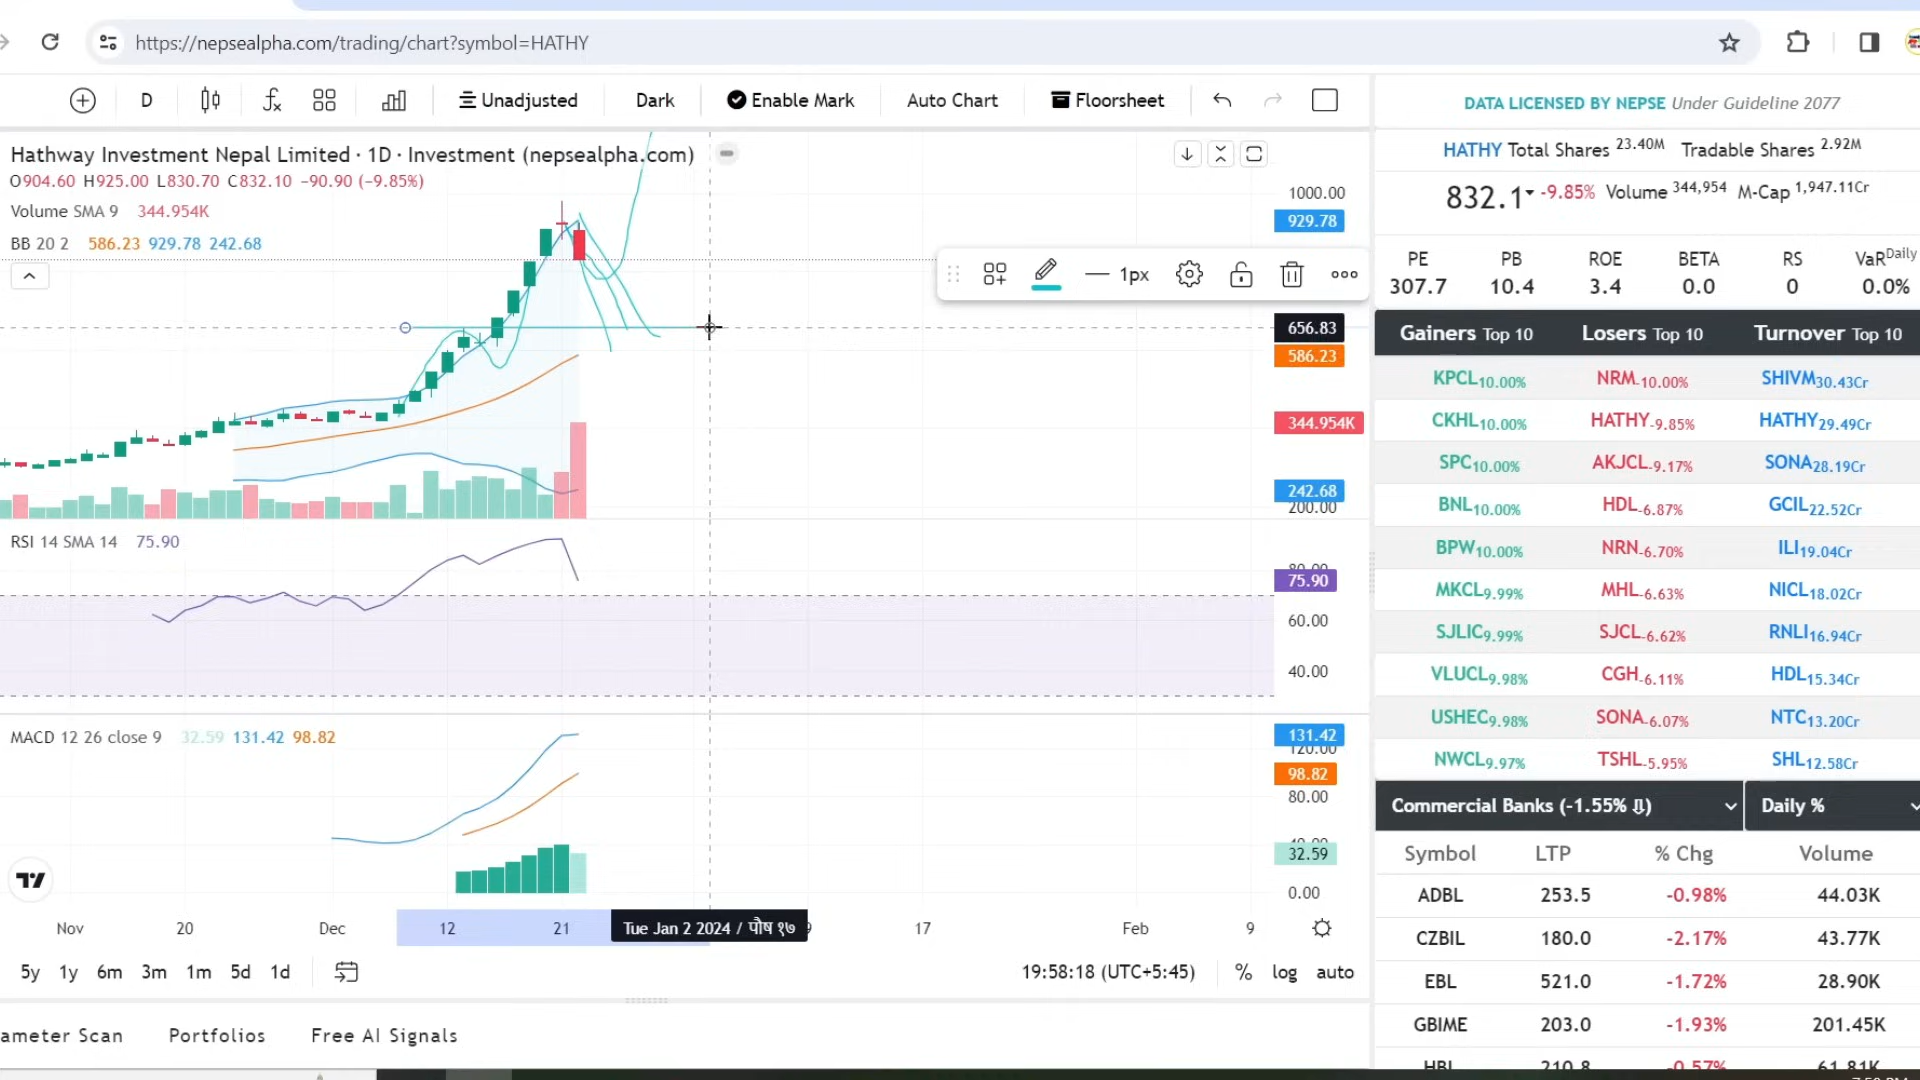 https://nepsealpha.com/trading/chart?symbol=HATHY
D Unadjusted Dark Enable Mark Auto Chart Floorsheet
Hathway Investment Nepal Limited · 1D · Investment (nepsealpha.com)
O904.60 H925.00 L830.70 C832.10 −90.90 (−9.85%)
Volume SMA 9 344.954K
BB 20 2 586.23 929.78 242.68
1px
1000.00
929.78
656.83
586.23
344.954K
242.68
200.00
RSI 14 SMA 14 75.90
80.00
75.90
60.00
40.00
MACD 12 26 close 9 32.59 131.42 98.82
131.42
120.00
98.82
80.00
32.59
0.00
Nov 20 Dec 12 21 Tue Jan 2 2024 / पौष १७ 17 Feb 9
5y 1y 6m 3m 1m 5d 1d 19:58:18 (UTC+5:45) % log auto
ameter Scan Portfolios Free AI Signals
DATA LICENSED BY NEPSE Under Guideline 2077
HATHY Total Shares 23.40M Tradable Shares 2.92M
832.1 -9.85% Volume 344,954 M-Cap 1,947.11Cr
PE PB ROE BETA RS VaR Daily
307.7 10.4 3.4 0.0 0 0.0%
Gainers Top 10 Losers Top 10 Turnover Top 10
KPCL 10.00% NRM -10.00% SHIVM 30.43Cr
CKHL 10.00% HATHY -9.85% HATHY 29.49Cr
SPC 10.00% AKJCL -9.17% SONA 28.19Cr
BNL 10.00% HDL -6.87% GCIL 22.52Cr
BPW 10.00% NRN -6.70% ILI 19.04Cr
MKCL 9.99% MHL -6.63% NICL 18.02Cr
SJLIC 9.99% SJCL -6.62% RNLI 16.94Cr
VLUCL 9.98% CGH -6.11% HDL 15.34Cr
USHEC 9.98% SONA -6.07% NTC 13.20Cr
NWCL 9.97% TSHL -5.95% SHL 12.58Cr
Commercial Banks (-1.55% ⇩) Daily %
Symbol LTP % Chg Volume
ADBL 253.5 -0.98% 44.03K
CZBIL 180.0 -2.17% 43.77K
EBL 521.0 -1.72% 28.90K
GBIME 203.0 -1.93% 201.45K
HBL 210.8 -0.57% 61.81K